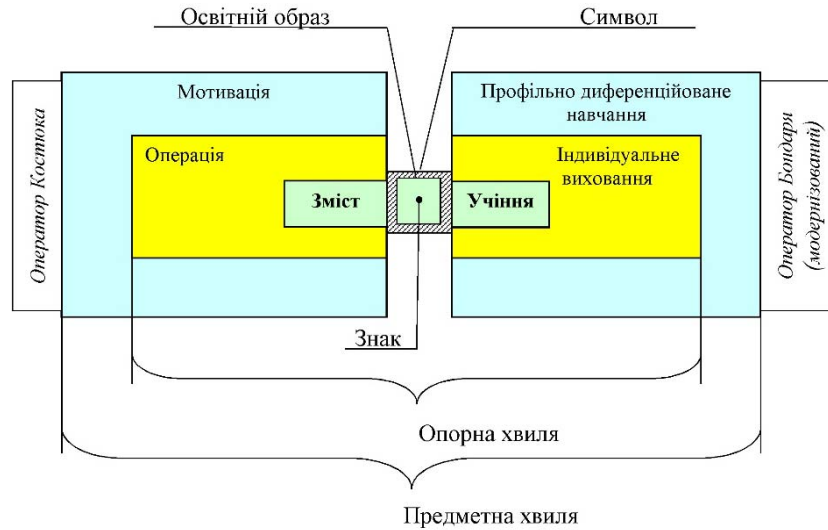 Освітній образ
Символ
Мотивація
Профільно диференційоване
навчання
Операція
Індивідуальне
виховання
Зміст
Учіння
Оператор Костюка
Оператор Бондаря
(модернізований)
Знак
Опорна хвиля
Предметна хвиля